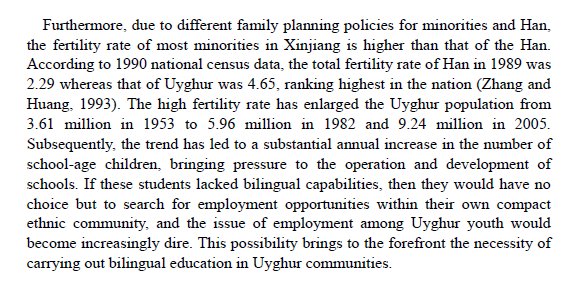 Furthermore, due to different family planning policies for minorities and Han,
the fertility rate of most minorities in Xinjiang is higher than that of the Han.
According to 1990 national census data, the total fertility rate of Han in 1989 was
2.29 whereas that of Uyghur was 4.65, ranking highest in the nation (Zhang and
Huang, 1993). The high fertility rate has enlarged the Uyghur population from
3.61 million in 1953 to 5.96 million in 1982 and 9.24 million in 2005.
Subsequently, the trend has led to a substantial annual increase in the number of
school-age children, bringing pressure to the operation and development of
schools. If these students lacked bilingual capabilities, then they would have no
choice but to search for employment opportunities within their own compact
ethnic community, and the issue of employment among Uyghur youth would
become increasingly dire. This possibility brings to the forefront the necessity of
carrying out bilingual education in Uyghur communities.